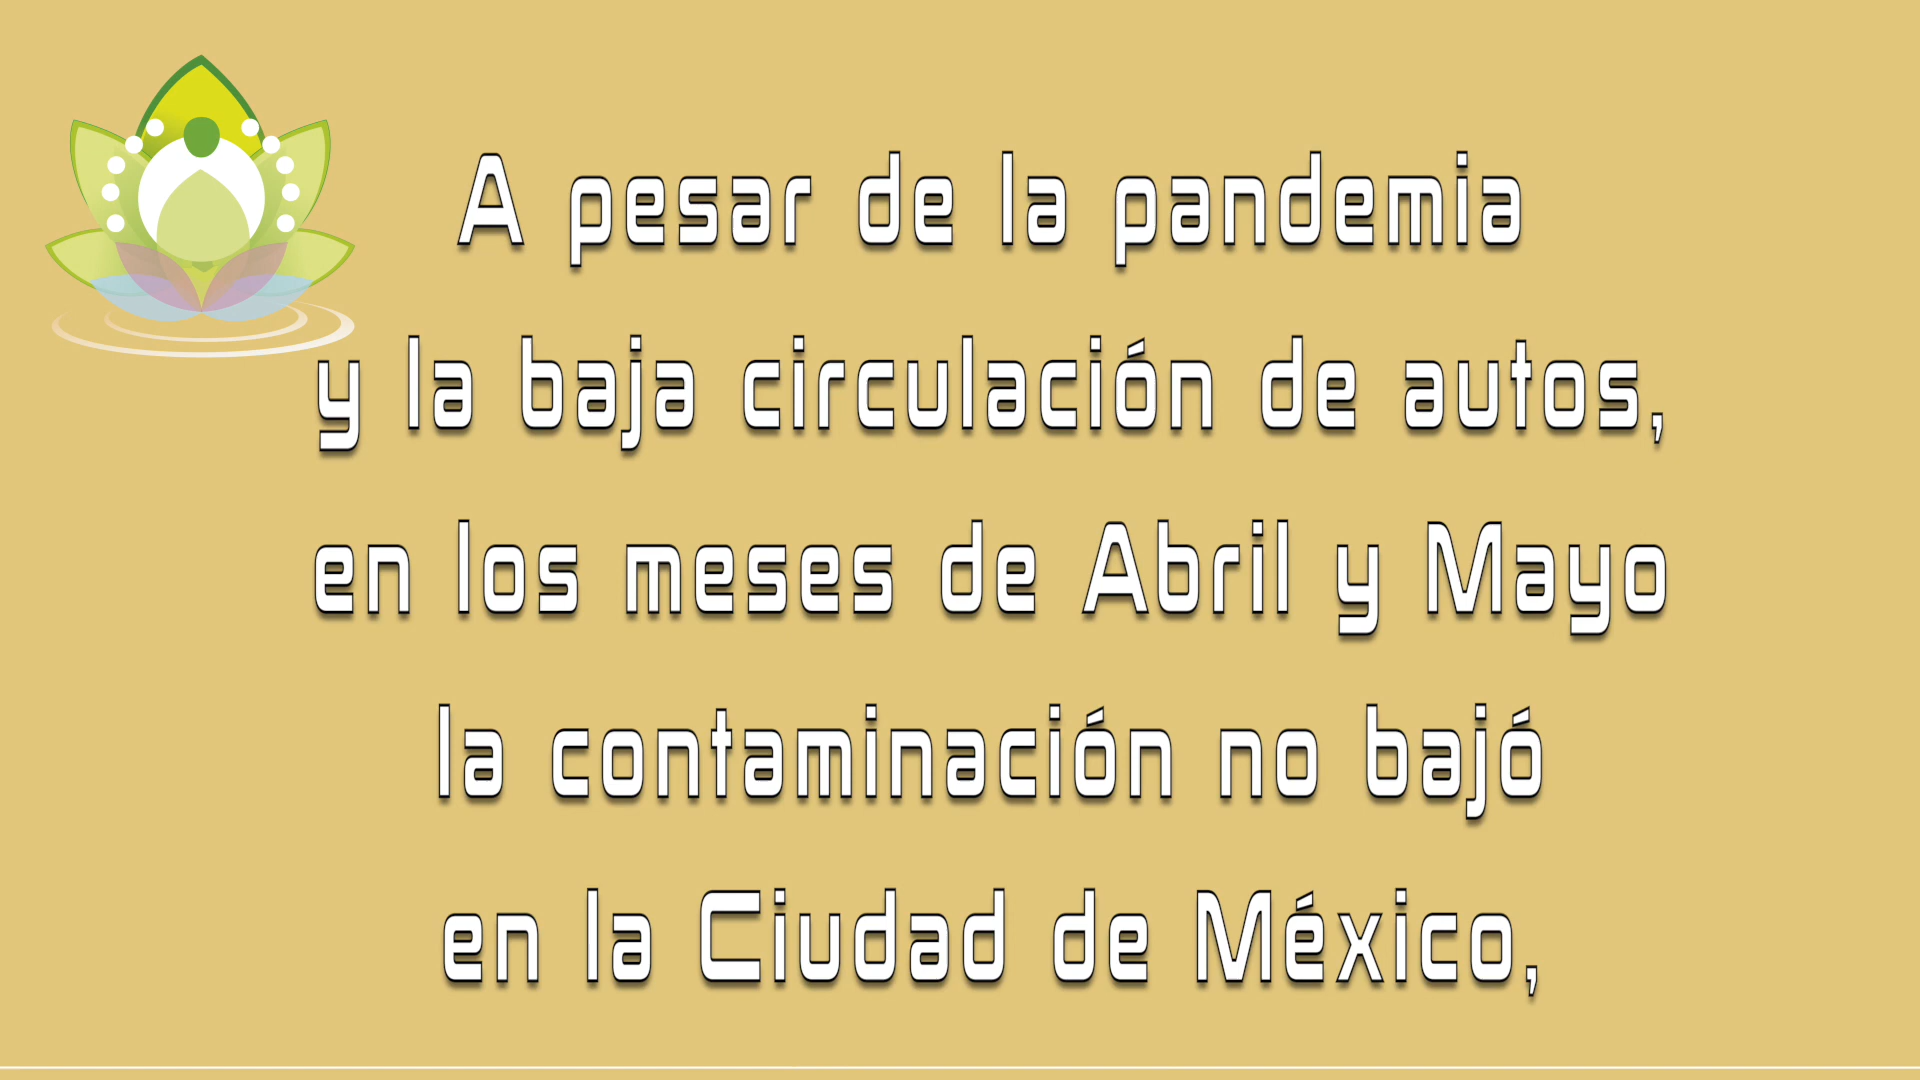 A pesar de la pandemia
y la baja circulación de autos,
en los meses de Abril y Mayo
la contaminación no bajó
en la Ciudad de México,